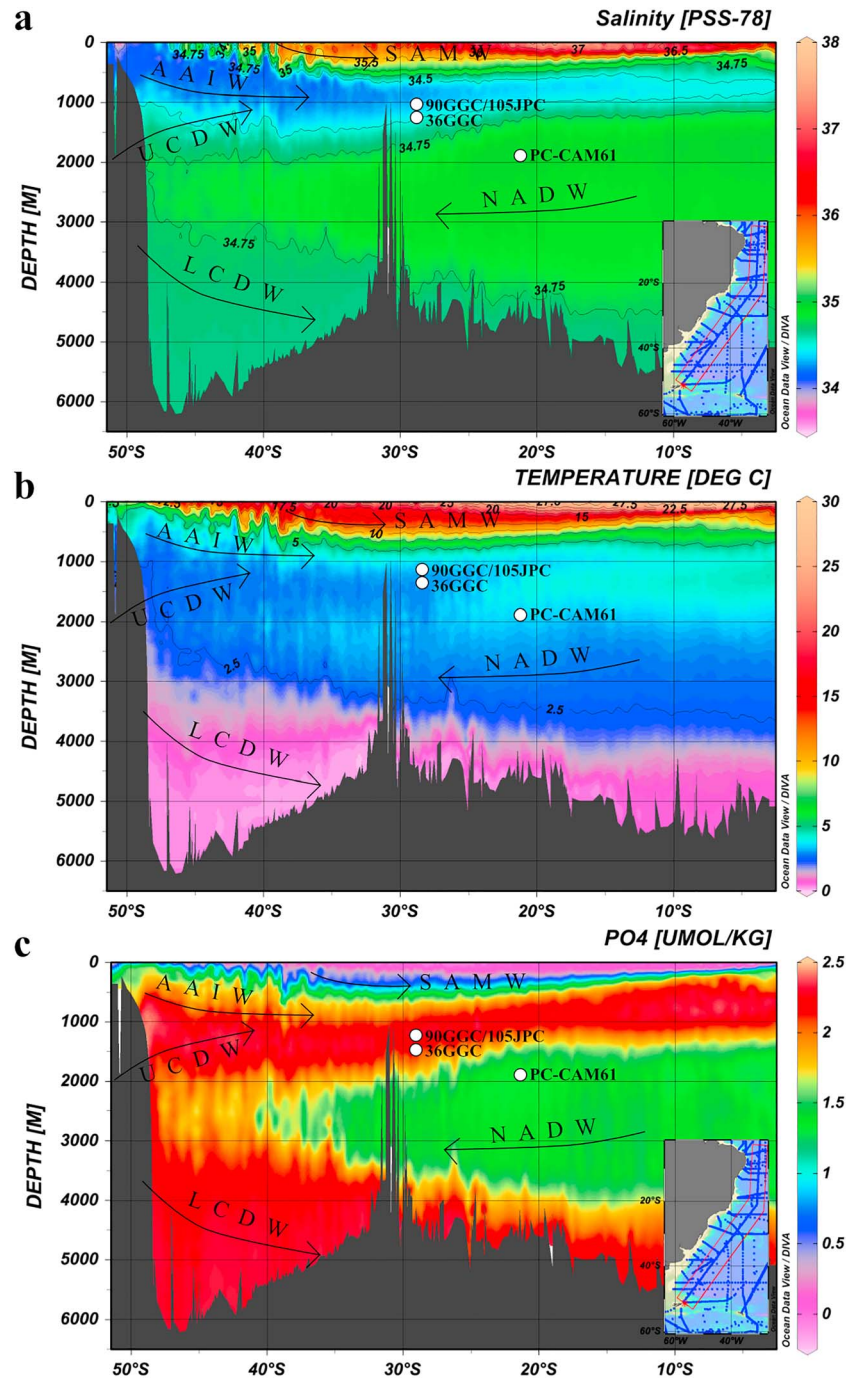 a
Salinity [PSS-78]
0
1000
2000
3000
4000
5000
6000
DEPTH [M]
34.75
34.75
34.75
35
35
35.5
37
36.5
34.75
34.5
34.75
34.75
34.75
S A M W
A A I W
U C D W
N A D W
L C D W
90GGC/105JPC
36GGC
PC-CAM61
20°S
40°S
60°S
60°W
40°W
Ocean Data View / DIVA
38
37
36
35
34
50°S
40°S
30°S
20°S
10°S
b
TEMPERATURE [DEG C]
0
1000
2000
3000
4000
5000
6000
DEPTH [M]
17.5
20
20
20
27.5
22.5
27.5
15
10
5
2.5
2.5
S A M W
A A I W
U C D W
N A D W
L C D W
90GGC/105JPC
36GGC
PC-CAM61
Ocean Data View / DIVA
30
25
20
15
10
5
0
50°S
40°S
30°S
20°S
10°S
c
PO4 [UMOL/KG]
0
1000
2000
3000
4000
5000
6000
DEPTH [M]
S A M W
A A I W
U C D W
N A D W
L C D W
90GGC/105JPC
36GGC
PC-CAM61
20°S
40°S
60°S
60°W
40°W
Ocean Data View / DIVA
2.5
2
1.5
1
0.5
0
50°S
40°S
30°S
20°S
10°S